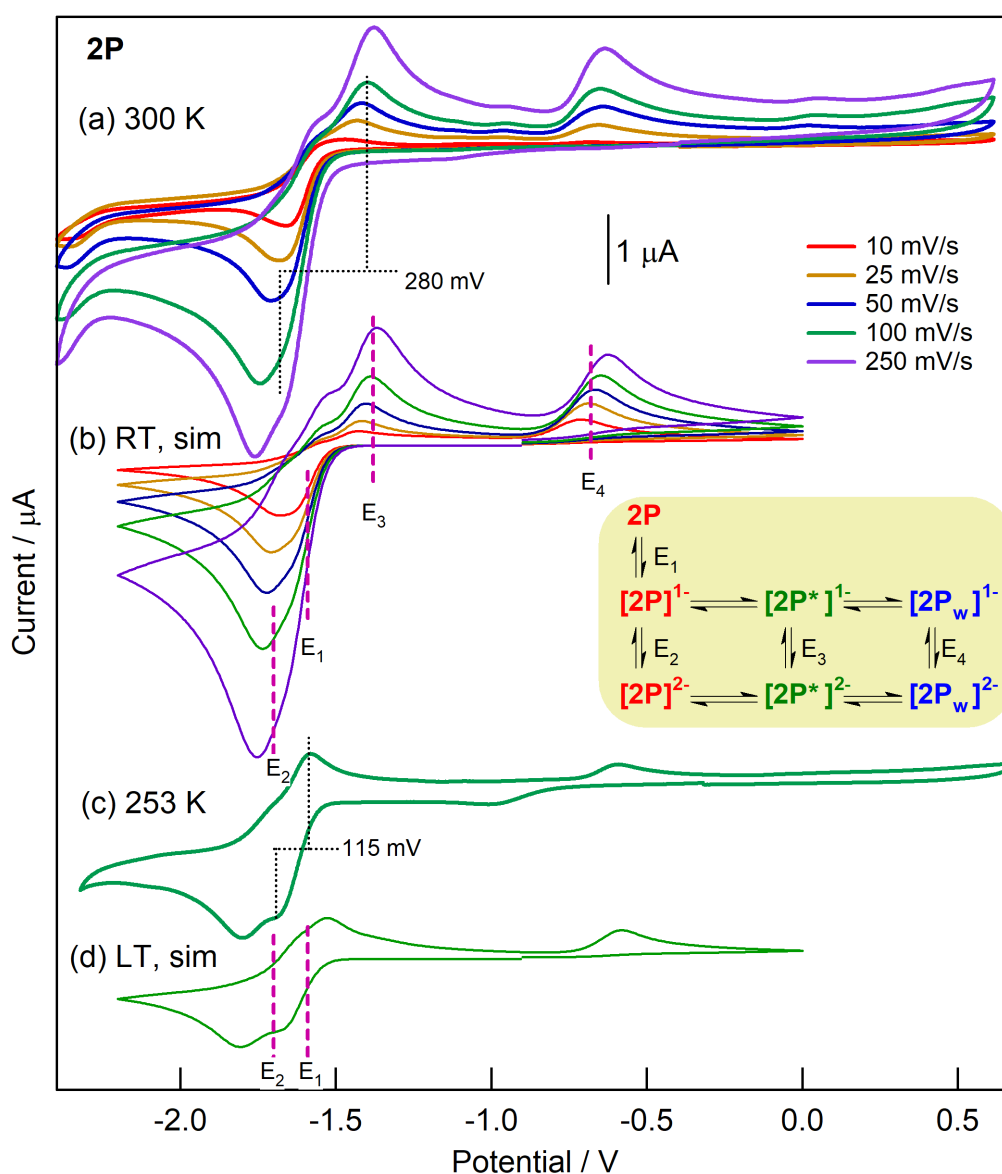 2P
(a) 300 K
1 μA
280 mV
10 mV/s
25 mV/s
50 mV/s
100 mV/s
250 mV/s
(b) RT, sim
E3
E4
E1
E2
2P
E1
[2P]1- [2P*]1- [2Pw]1-
E2 E3 E4
[2P]2- [2P*]2- [2Pw]2-
(c) 253 K
115 mV
(d) LT, sim
E2 E1
Current / μA
-2.0 -1.5 -1.0 -0.5 0.0 0.5
Potential / V